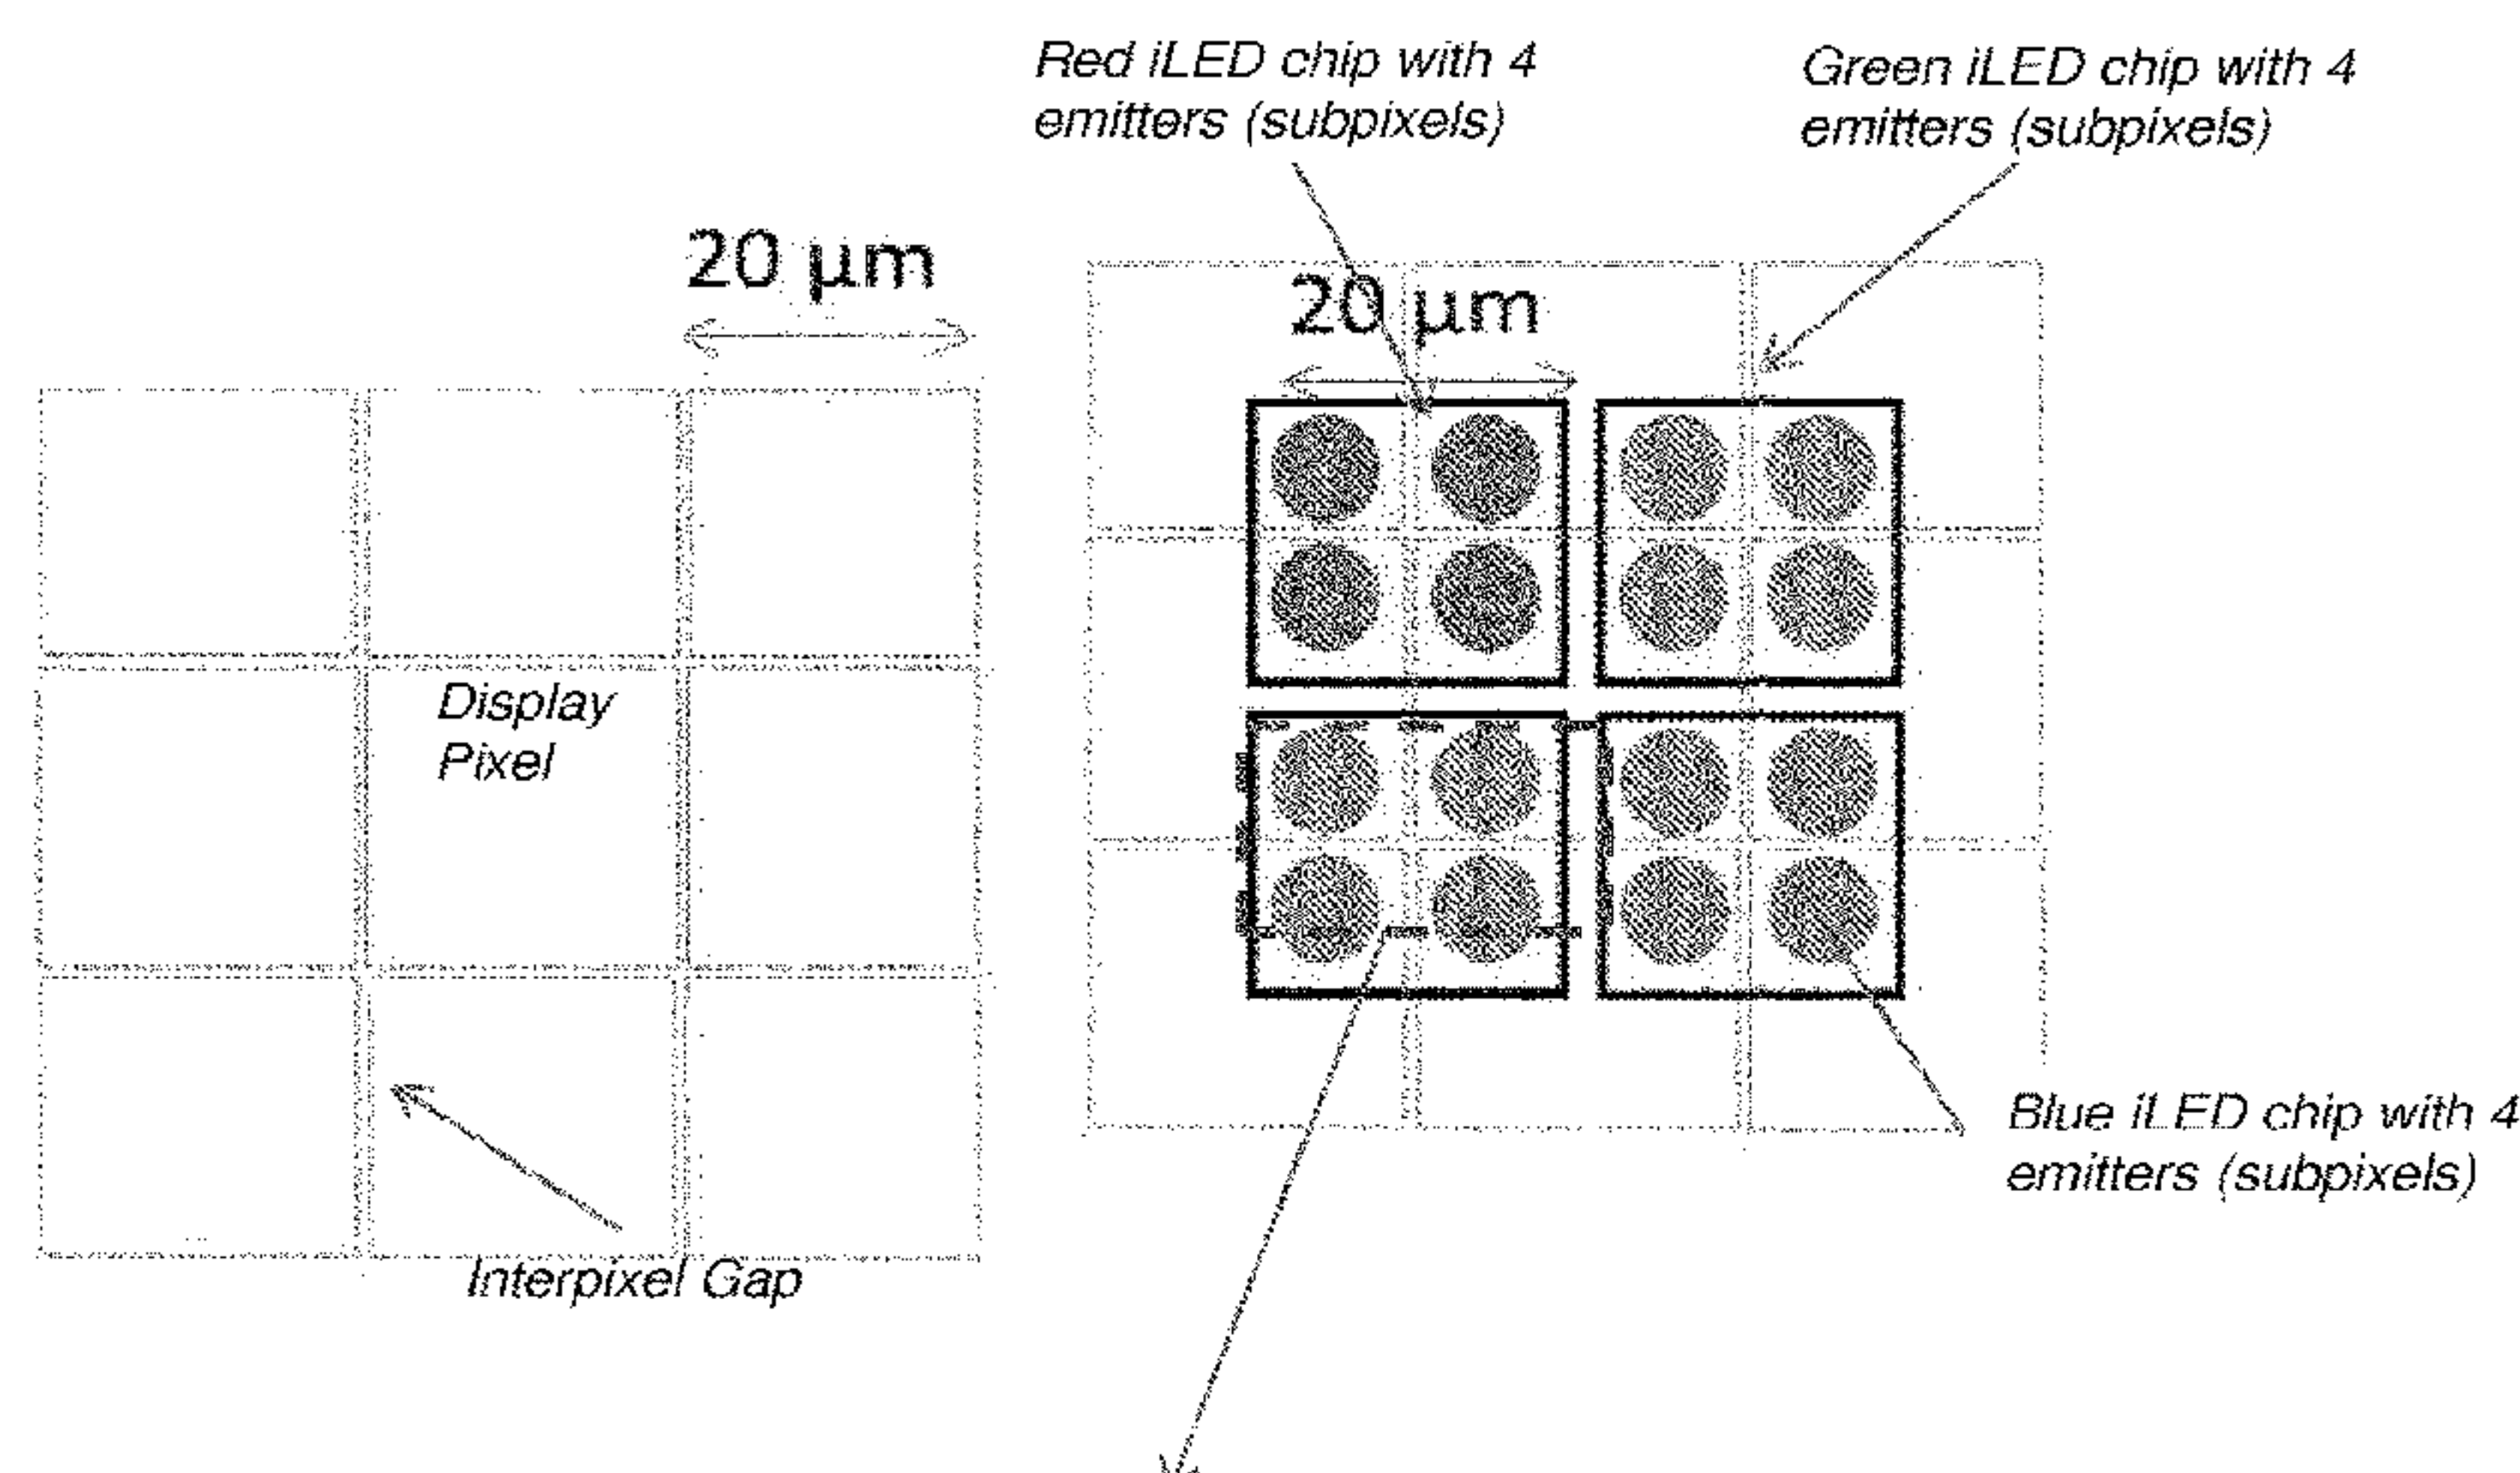 Red iLED chip with 4
emitters (subpixels)
Green iLED chip with 4
emitters (subpixels)
20 µm
20 µm
Display
Pixel
Blue iLED chip with 4
emitters (subpixels)
Interpixel Gap